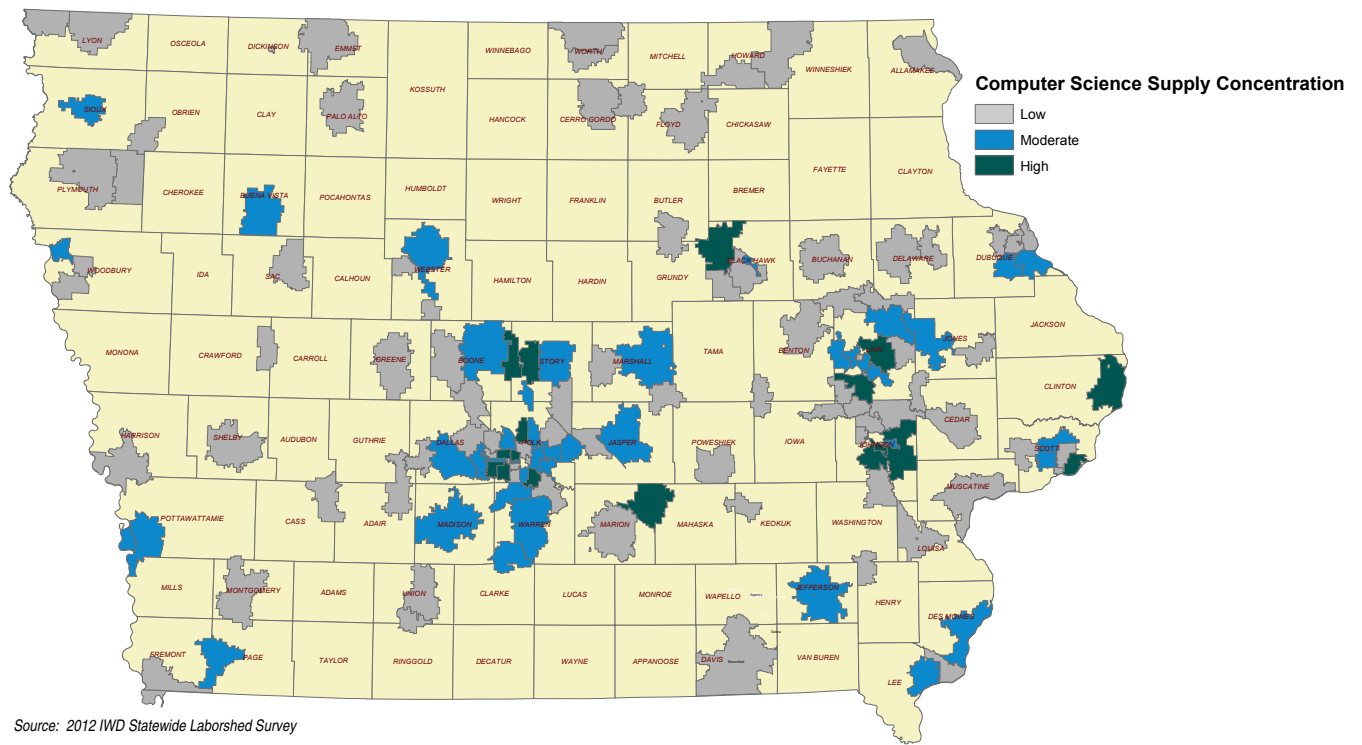 LYON
OSCEOLA
DICKINSON
EMMET
WINNEBAGO
WORTH
MITCHELL
HOWARD
WINNESHIEK
ALLAMAKEE
Computer Science Supply Concentration
Low
Moderate
High
SIOUX
OBRIEN
CLAY
PALO ALTO
KOSSUTH
HANCOCK
CERRO GORDO
FLOYD
CHICKASAW
FAYETTE
CLAYTON
PLYMOUTH
CHEROKEE
BUENA VISTA
POCAHONTAS
HUMBOLDT
WRIGHT
FRANKLIN
BUTLER
BREMER
WOODBURY
IDA
SAC
CALHOUN
WEBSTER
HAMILTON
HARDIN
GRUNDY
BLACK HAWK
BUCHANAN
DELAWARE
DUBUQUE
MONONA
CRAWFORD
CARROLL
GREENE
BOONE
STORY
MARSHALL
TAMA
BENTON
LINN
JONES
JACKSON
CLINTON
HARRISON
SHELBY
AUDUBON
GUTHRIE
DALLAS
POLK
JASPER
POWESHIEK
IOWA
JOHNSON
CEDAR
SCOTT
MUSCATINE
POTTAWATTAMIE
CASS
ADAIR
MADISON
WARREN
MARION
MAHASKA
KEOKUK
WASHINGTON
LOUISA
MILLS
MONTGOMERY
ADAMS
UNION
CLARKE
LUCAS
MONROE
WAPELLO
Agency
JEFFERSON
HENRY
DES MOINES
FREMONT
PAGE
TAYLOR
RINGGOLD
DECATUR
WAYNE
APPANOOSE
DAVIS
Bloomfield
VAN BUREN
LEE
Source: 2012 IWD Statewide Laborshed Survey